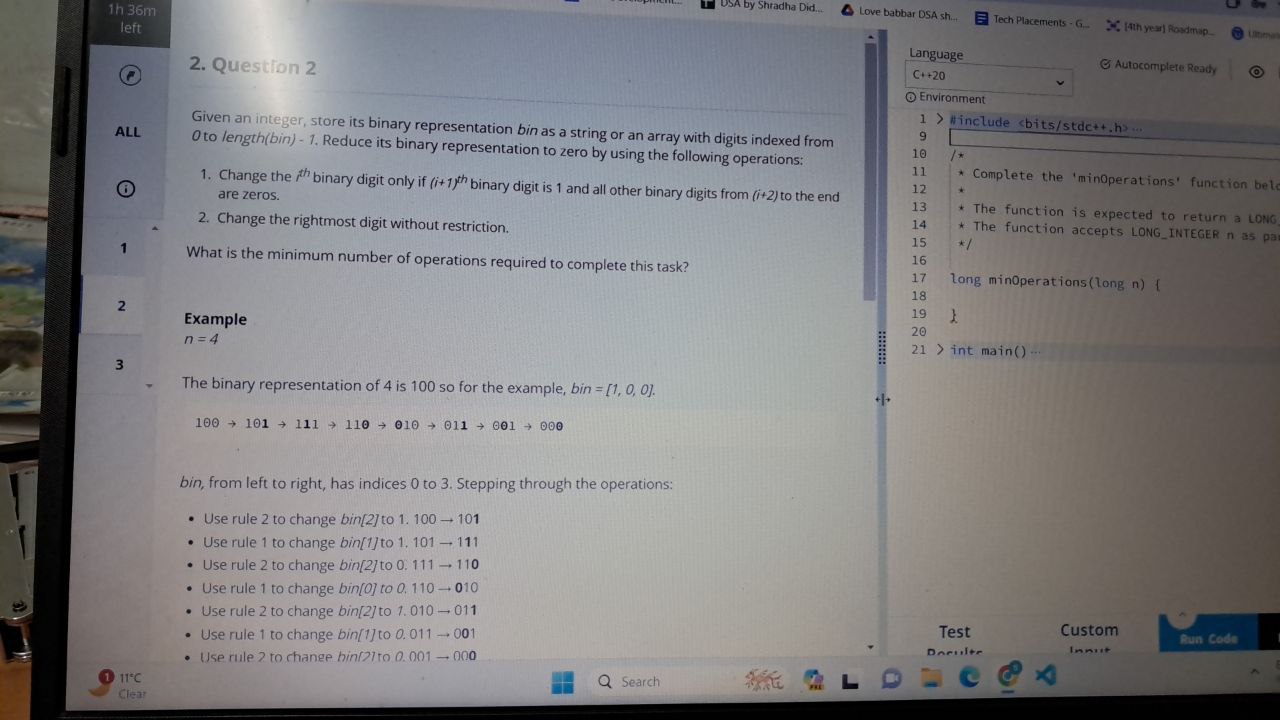 1h 36m
left
DSA by Shradha Did...
Love babbar DSA sh...
Tech Placements - G...
[4th year] Roadmap...
ALL
1
2
3
2. Question 2
Given an integer, store its binary representation bin as a string or an array with digits indexed from
0 to length(bin) - 1. Reduce its binary representation to zero by using the following operations:
1. Change the ith binary digit only if (i+1)th binary digit is 1 and all other binary digits from (i+2) to the end
are zeros.
2. Change the rightmost digit without restriction.
What is the minimum number of operations required to complete this task?
Example
n = 4
The binary representation of 4 is 100 so for the example, bin = [1, 0, 0].
100 → 101 → 111 → 110 → 010 → 011 → 001 → 000
bin, from left to right, has indices 0 to 3. Stepping through the operations:
• Use rule 2 to change bin[2] to 1. 100 → 101
• Use rule 1 to change bin[1] to 1. 101 → 111
• Use rule 2 to change bin[2] to 0. 111 → 110
• Use rule 1 to change bin[0] to 0. 110 → 010
• Use rule 2 to change bin[2] to 1. 010 → 011
• Use rule 1 to change bin[1] to 0. 011 → 001
• Use rule 2 to change bin[2] to 0. 001 → 000
Language
C++20
Autocomplete Ready
Environment
1 > #include <bits/stdc++.h> ...
9
10 /*
11 * Complete the 'minOperations' function belo
12 *
13 * The function is expected to return a LONG_
14 * The function accepts LONG_INTEGER n as pa
15 */
16
17 long minOperations(long n) {
18
19 }
20
21 > int main() ...
Test
Results
Custom
Input
Run Code
1
11°C
Clear
Search